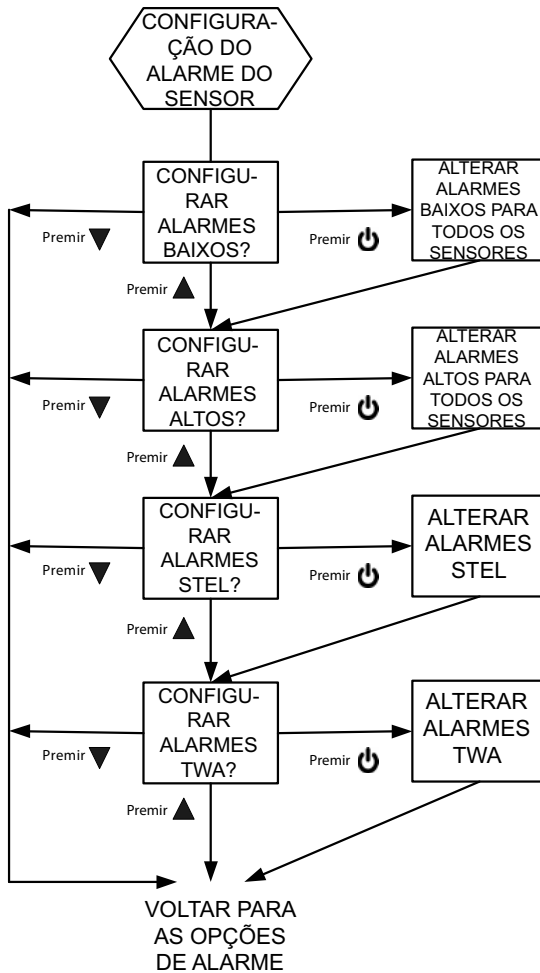 CONFIGURA-
ÇÃO DO
ALARME DO
SENSOR
CONFIGU-
RAR
ALARMES
BAIXOS?
Premir
Premir
ALTERAR
ALARMES
BAIXOS PARA
TODOS OS
SENSORES
Premir
CONFIGU-
RAR
ALARMES
ALTOS?
Premir
Premir
ALTERAR
ALARMES
ALTOS PARA
TODOS OS
SENSORES
Premir
CONFIGU-
RAR
ALARMES
STEL?
Premir
Premir
ALTERAR
ALARMES
STEL
Premir
CONFIGU-
RAR
ALARMES
TWA?
Premir
Premir
ALTERAR
ALARMES
TWA
Premir
VOLTAR PARA
AS OPÇÕES
DE ALARME